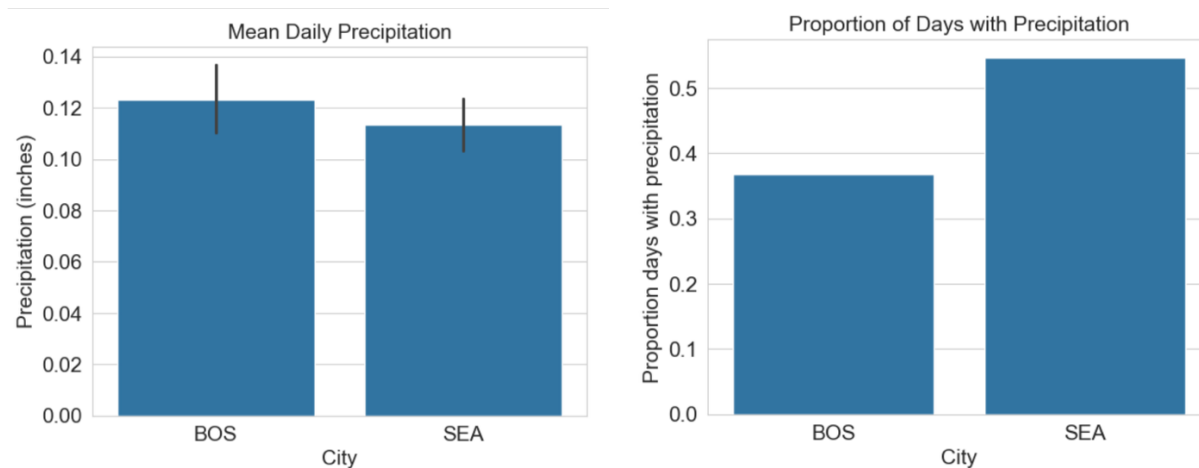 Mean Daily Precipitation
Precipitation (inches)
0.14
0.12
0.10
0.08
0.06
0.04
0.02
0.00
BOS
SEA
City
Proportion of Days with Precipitation
Proportion days with precipitation
0.5
0.4
0.3
0.2
0.1
0.0
BOS
SEA
City